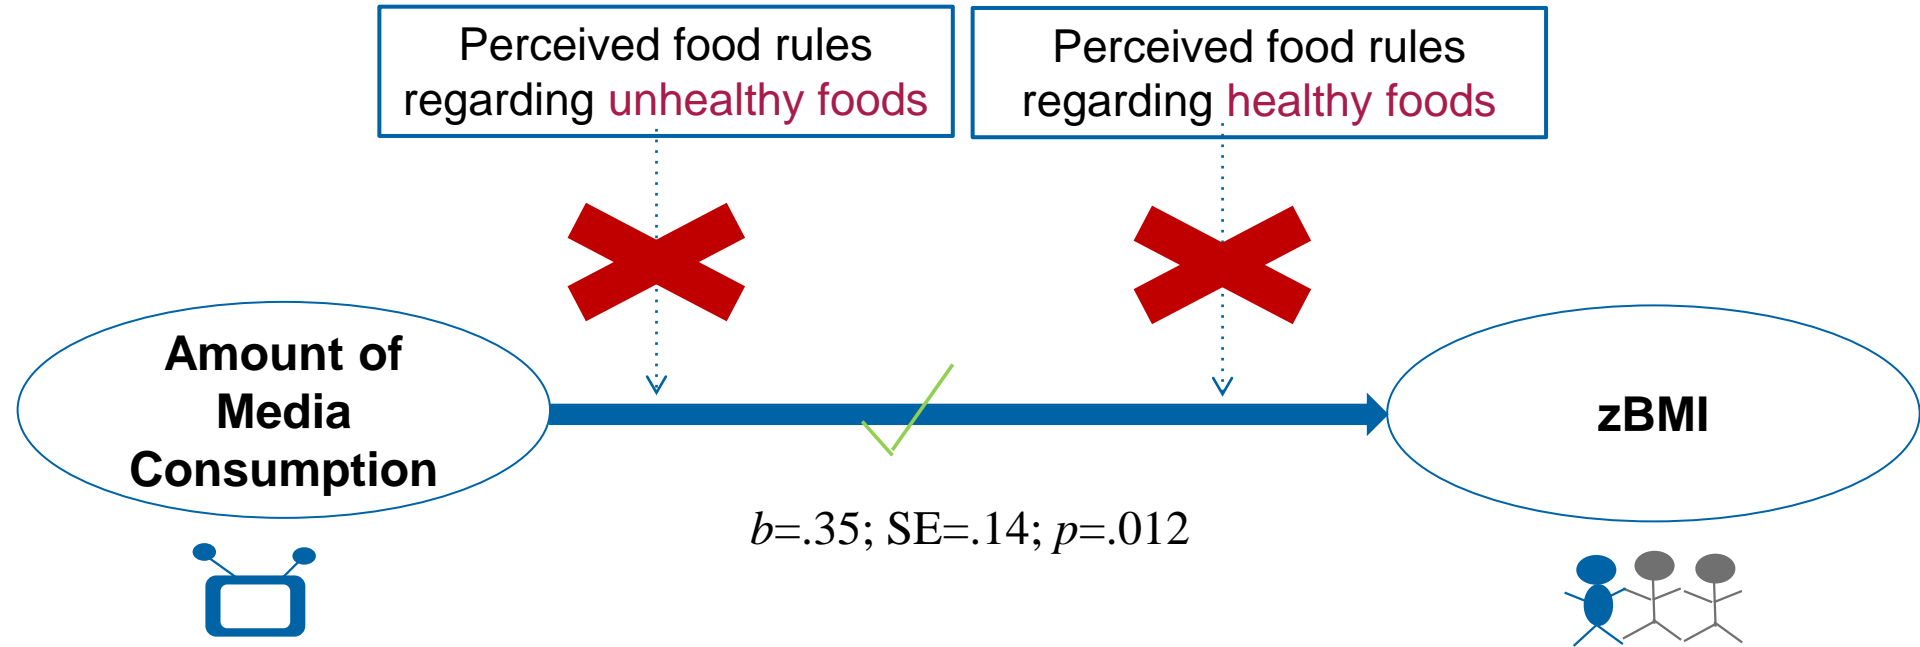 Perceived food rules
regarding unhealthy foods
Perceived food rules
regarding healthy foods
Amount of
Media
Consumption
zBMI
b=.35; SE=.14; p=.012